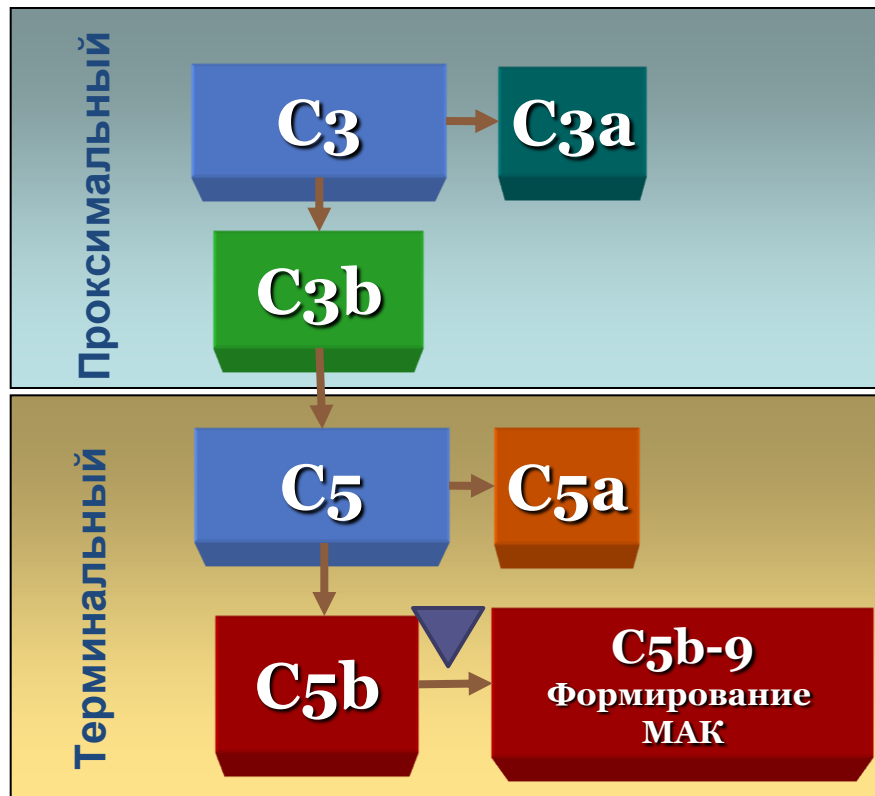 Проксимальный
C3
C3a
C3b
Терминальный
C5
C5a
C5b
C5b-9
Формирование
МАК